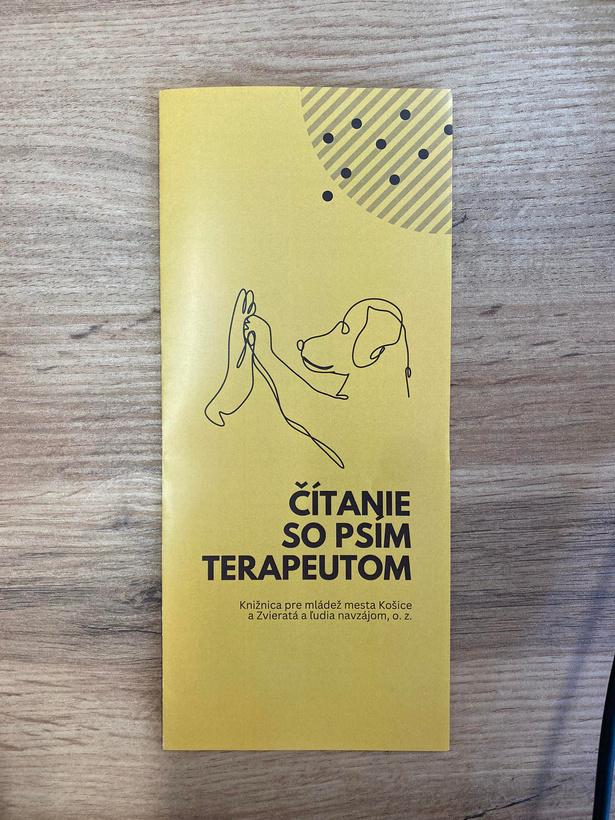 ČÍTANIE
SO PSÍM
TERAPEUTOM
Knižnica pre mládež mesta Košice
a Zvieratá a ľudia navzájom, o. z.